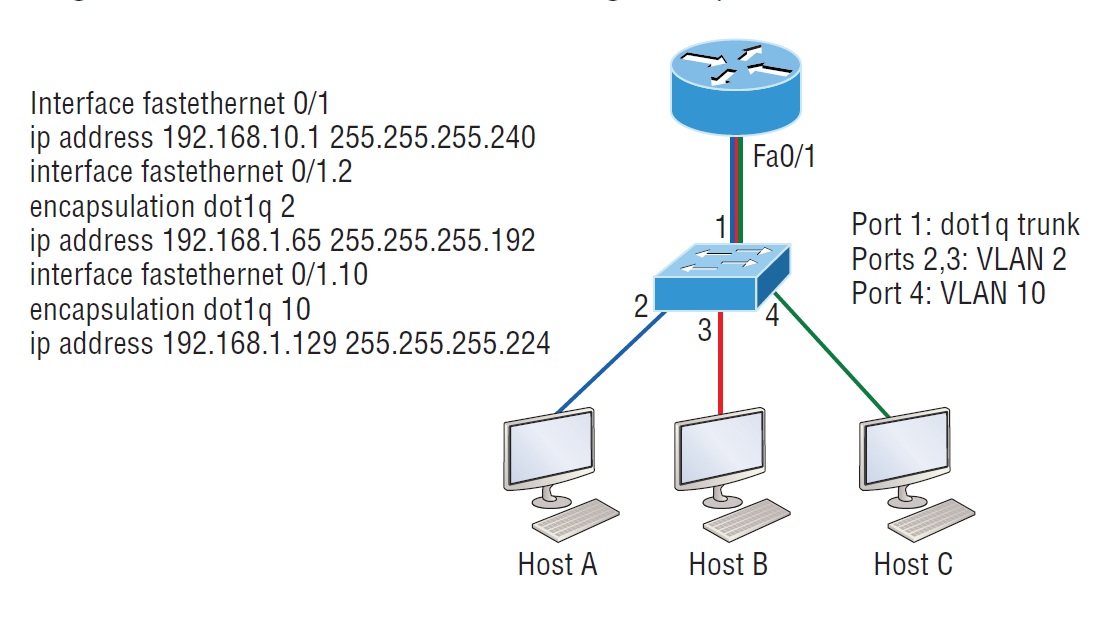 Interface fastethernet 0/1
ip address 192.168.10.1 255.255.255.240
interface fastethernet 0/1.2
encapsulation dot1q 2
ip address 192.168.1.65 255.255.255.192
interface fastethernet 0/1.10
encapsulation dot1q 10
ip address 192.168.1.129 255.255.255.224
Fa0/1
1
Port 1: dot1q trunk
Ports 2,3: VLAN 2
Port 4: VLAN 10
2
3
4
Host A
Host B
Host C